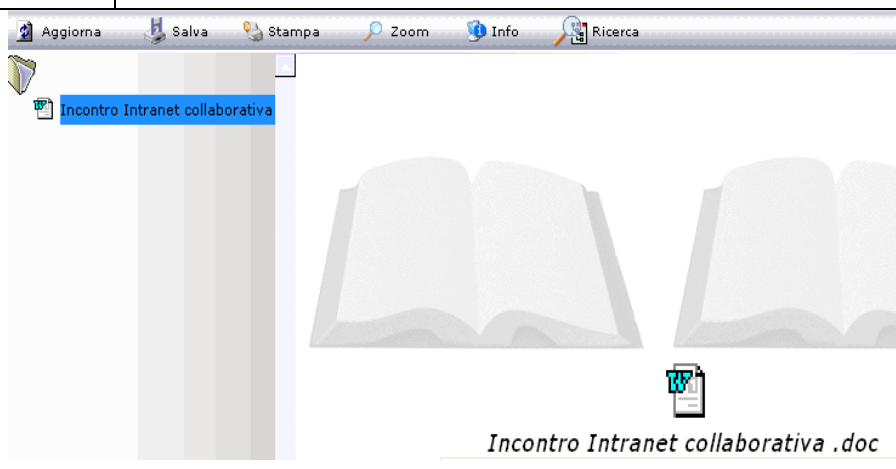 Aggiorna Salva Stampa Zoom Info Ricerca
Incontro Intranet collaborativa
Incontro Intranet collaborativa .doc